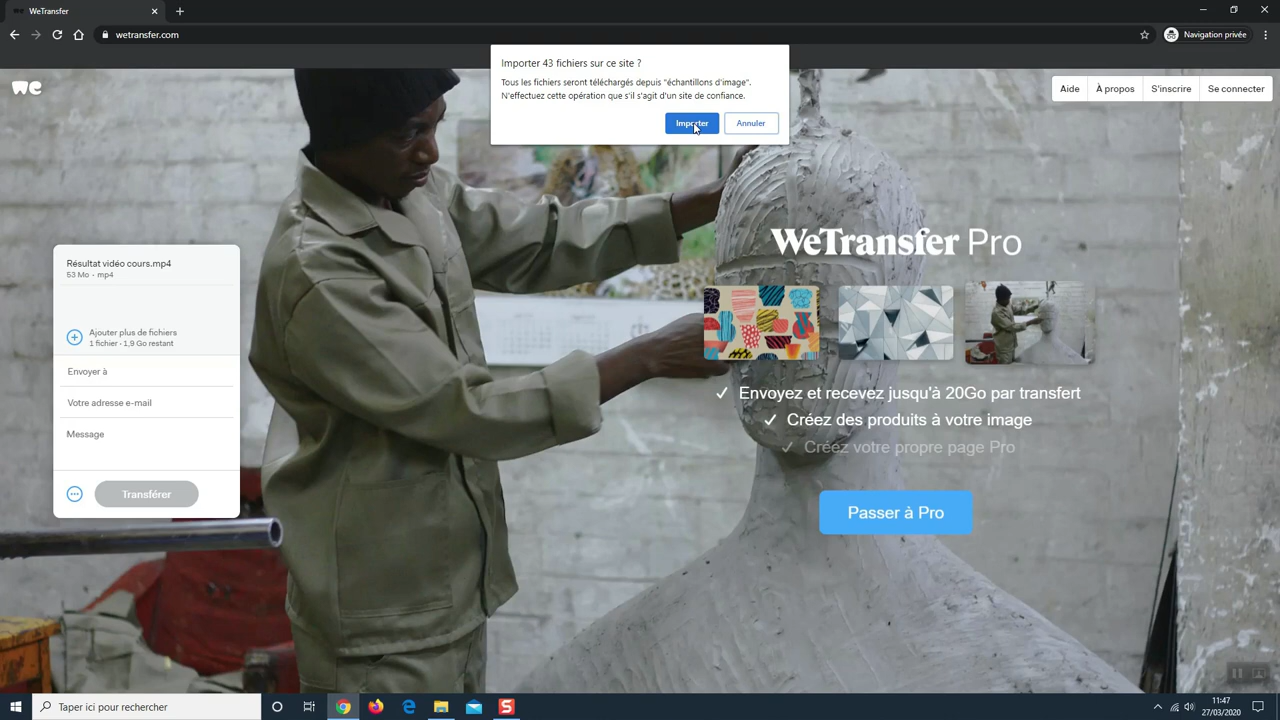 WeTransfer
wetransfer.com
Navigation privée
Importer 43 fichiers sur ce site ?
Tous les fichiers seront téléchargés depuis "échantillons d'image".
N'effectuez cette opération que s'il s'agit d'un site de confiance.
Importer
Annuler
we
Aide
À propos
S'inscrire
Se connecter
Résultat vidéo cours.mp4
53 Mo · mp4
Ajouter plus de fichiers
1 fichier · 1,9 Go restant
Envoyer à
Votre adresse e-mail
Message
Transférer
WeTransfer Pro
Envoyez et recevez jusqu'à 20Go par transfert
Créez des produits à votre image
Créez votre propre page Pro
Passer à Pro
Taper ici pour rechercher
S
11:47
27/03/2020